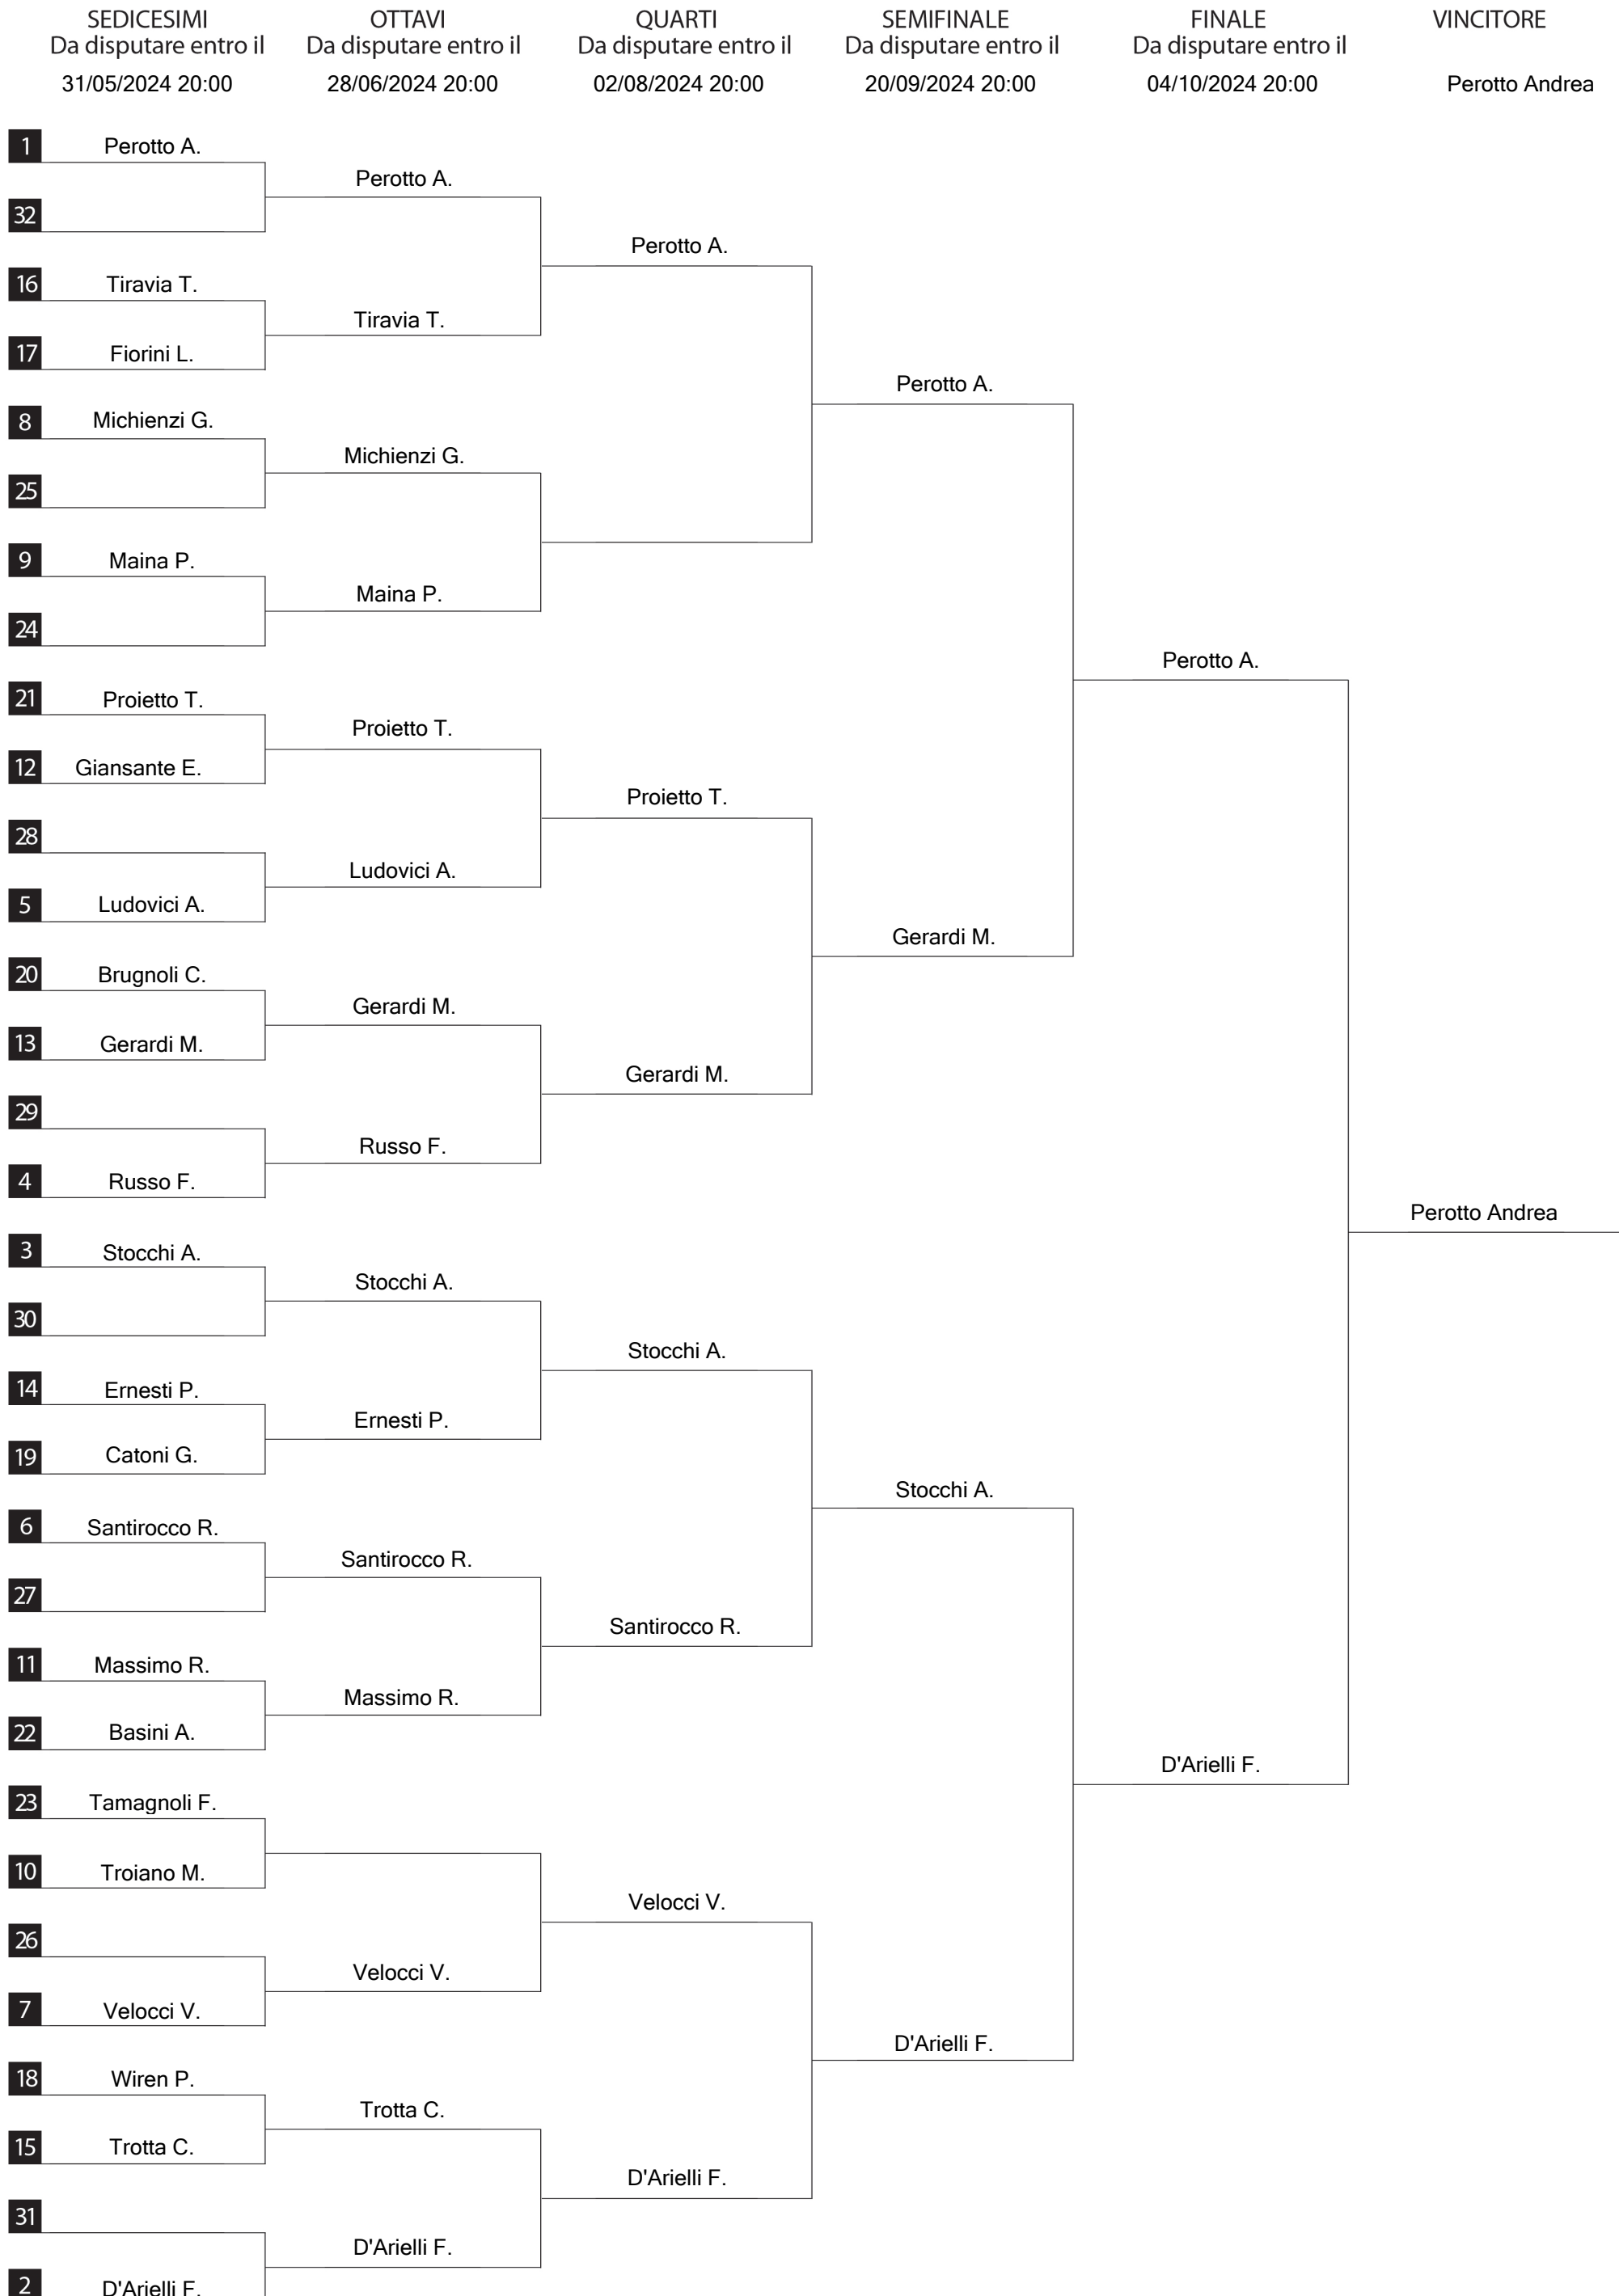 SEDICESIMI
Da disputare entro il
31/05/2024 20:00
OTTAVI
Da disputare entro il
28/06/2024 20:00
QUARTI
Da disputare entro il
02/08/2024 20:00
SEMIFINALE
Da disputare entro il
20/09/2024 20:00
FINALE
Da disputare entro il
04/10/2024 20:00
VINCITORE
Perotto Andrea
1 Perotto A.
32
16 Tiravia T.
17 Fiorini L.
8 Michienzi G.
25
9 Maina P.
24
21 Proietto T.
12 Giansante E.
28
5 Ludovici A.
20 Brugnoli C.
13 Gerardi M.
29
4 Russo F.
3 Stocchi A.
30
14 Ernesti P.
19 Catoni G.
6 Santirocco R.
27
11 Massimo R.
22 Basini A.
23 Tamagnoli F.
10 Troiano M.
26
7 Velocci V.
18 Wiren P.
15 Trotta C.
31
2 D'Arielli F.
Perotto A.
Tiravia T.
Michienzi G.
Maina P.
Proietto T.
Ludovici A.
Gerardi M.
Russo F.
Stocchi A.
Ernesti P.
Santirocco R.
Massimo R.
Velocci V.
Trotta C.
D'Arielli F.
Perotto A.
Proietto T.
Gerardi M.
Stocchi A.
Santirocco R.
Velocci V.
D'Arielli F.
Perotto A.
Gerardi M.
Stocchi A.
D'Arielli F.
Perotto A.
D'Arielli F.
Perotto Andrea